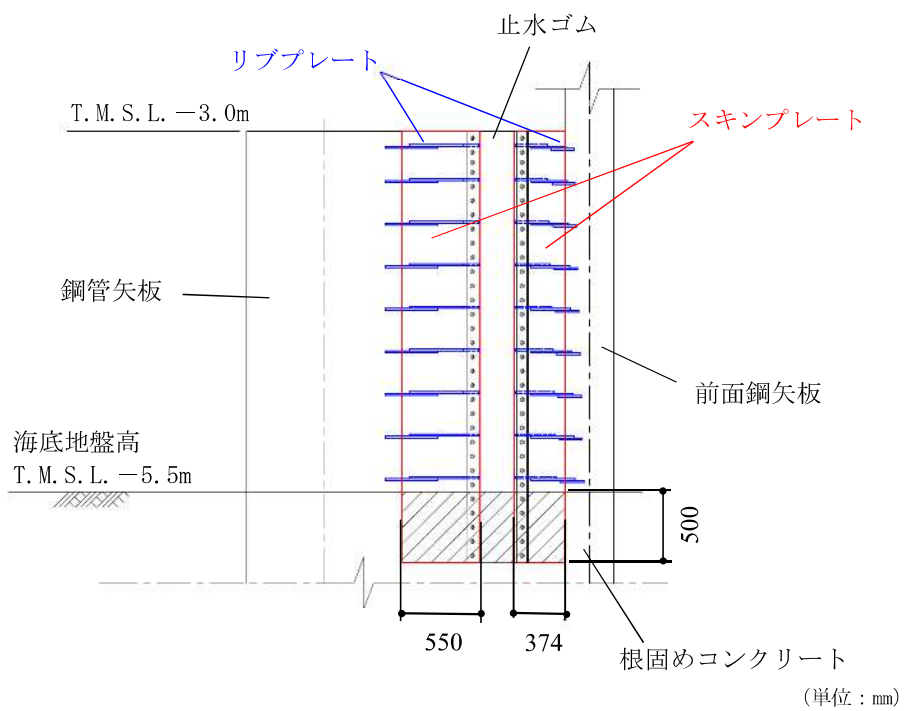 止水ゴム
リブプレート
T.M.S.L.－3.0m
スキンプレート
鋼管矢板
前面鋼矢板
海底地盤高
T.M.S.L.－5.5m
500
550
374
根固めコンクリート
（単位：mm）